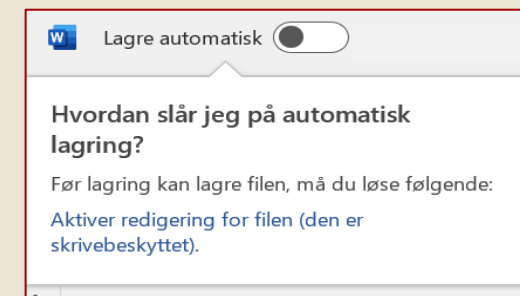 Lagre automatisk
Hvordan slår jeg på automatisk
lagring?
Før lagring kan lagre filen, må du løse følgende:
Aktiver redigering for filen (den er
skrivebeskyttet).